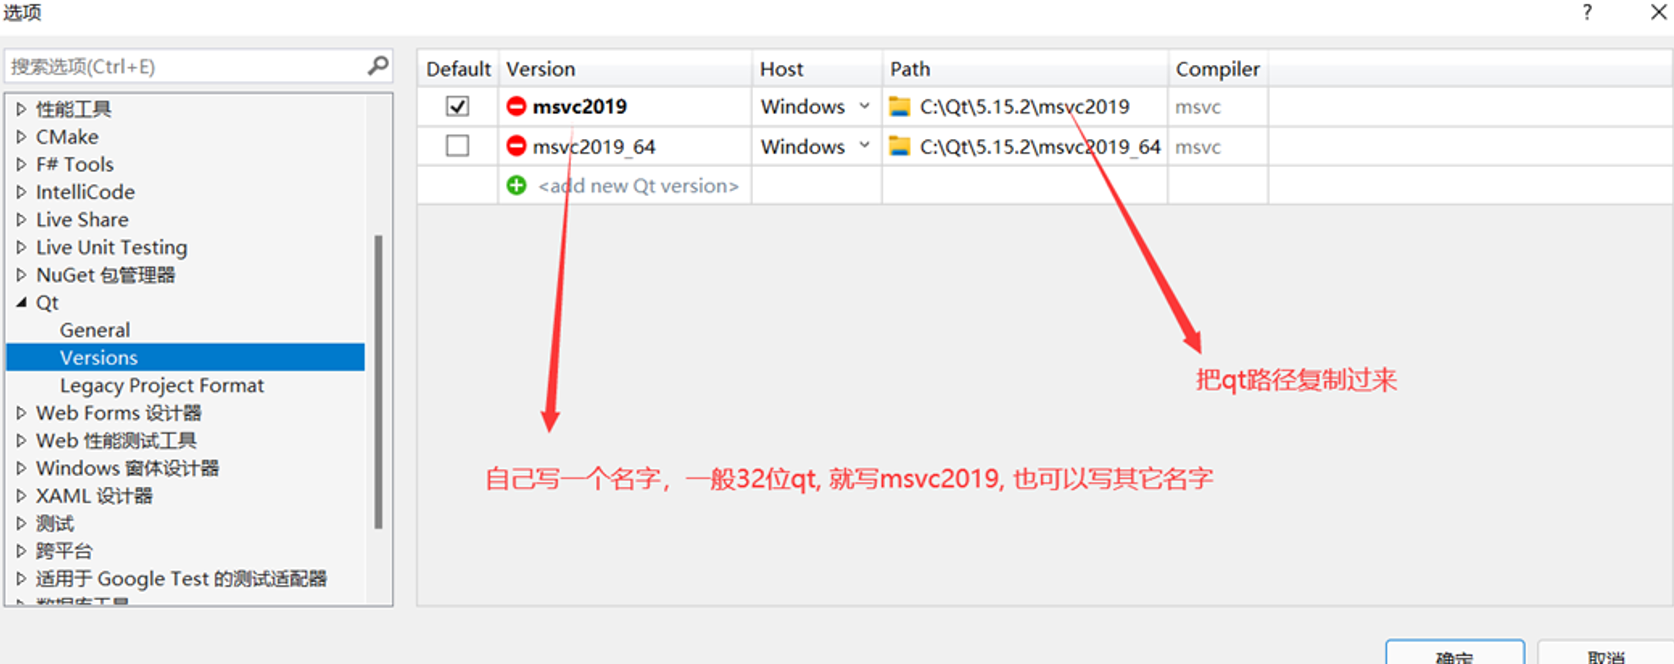 选项
搜索选项(Ctrl+E)
性能工具
CMake
F# Tools
IntelliCode
Live Share
Live Unit Testing
NuGet 包管理器
Qt
General
Versions
Legacy Project Format
Web Forms 设计器
Web 性能测试工具
Windows 窗体设计器
XAML 设计器
测试
跨平台
适用于 Google Test 的测试适配器
数据库工具
Default Version Host Path Compiler
msvc2019 Windows C:\Qt\5.15.2\msvc2019 msvc
msvc2019_64 Windows C:\Qt\5.15.2\msvc2019_64 msvc
<add new Qt version>
把qt路径复制过来
自己写一个名字，一般32位qt, 就写msvc2019, 也可以写其它名字
确定 取消